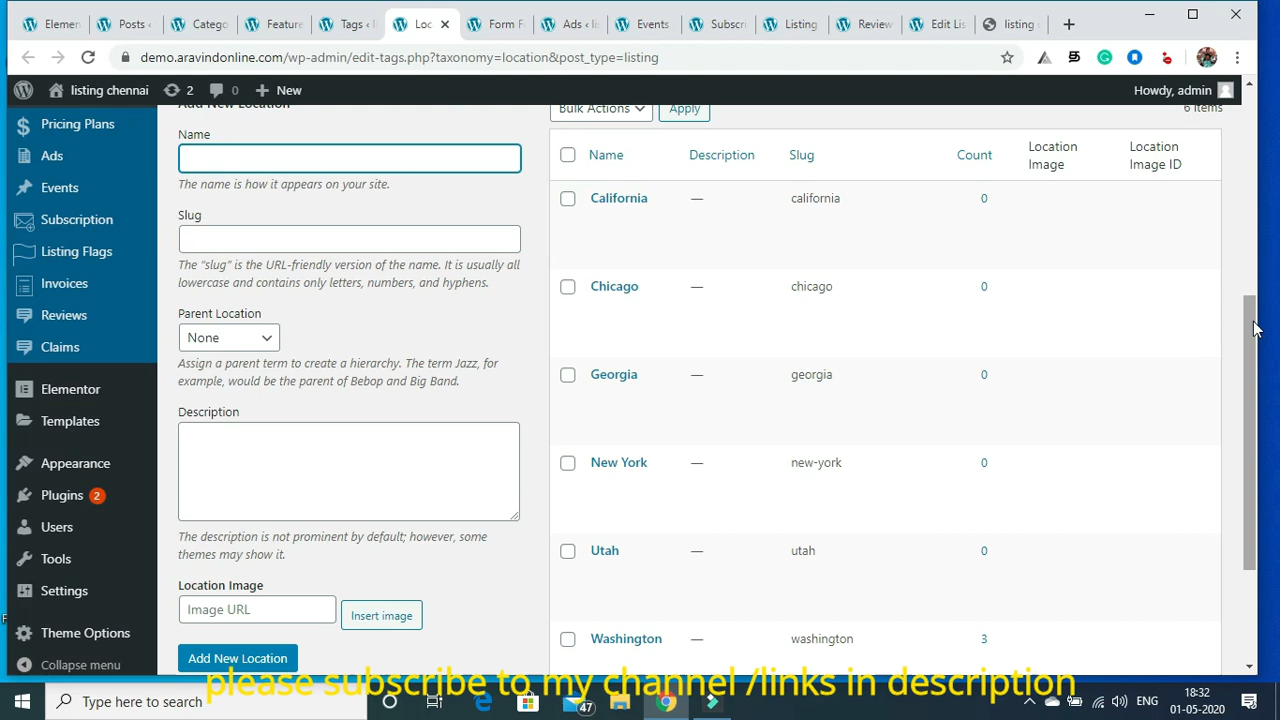 Elemen
Posts ‹
Catego
Feature
Tags ‹ l
Loc
Form F
Ads ‹ li
Events
Subscri
Listing
Review
Edit Lis
listing
demo.aravindonline.com/wp-admin/edit-tags.php?taxonomy=location&post_type=listing
listing chennai
2
0
New
Howdy, admin
Pricing Plans
Ads
Events
Subscription
Listing Flags
Invoices
Reviews
Claims
Elementor
Templates
Appearance
Plugins 2
Users
Tools
Settings
Theme Options
Collapse menu
Add New Location
Name
The name is how it appears on your site.
Slug
The “slug” is the URL-friendly version of the name. It is usually all
lowercase and contains only letters, numbers, and hyphens.
Parent Location
None
Assign a parent term to create a hierarchy. The term Jazz, for
example, would be the parent of Bebop and Big Band.
Description
The description is not prominent by default; however, some
themes may show it.
Location Image
Image URL
Insert image
Add New Location
Bulk Actions
Apply
6 items
Name Description Slug Count Location Image Location Image ID
California — california 0
Chicago — chicago 0
Georgia — georgia 0
New York — new-york 0
Utah — utah 0
Washington — washington 3
please subscribe to my channel /links in description
Type here to search
47
ENG
18:32
01-05-2020